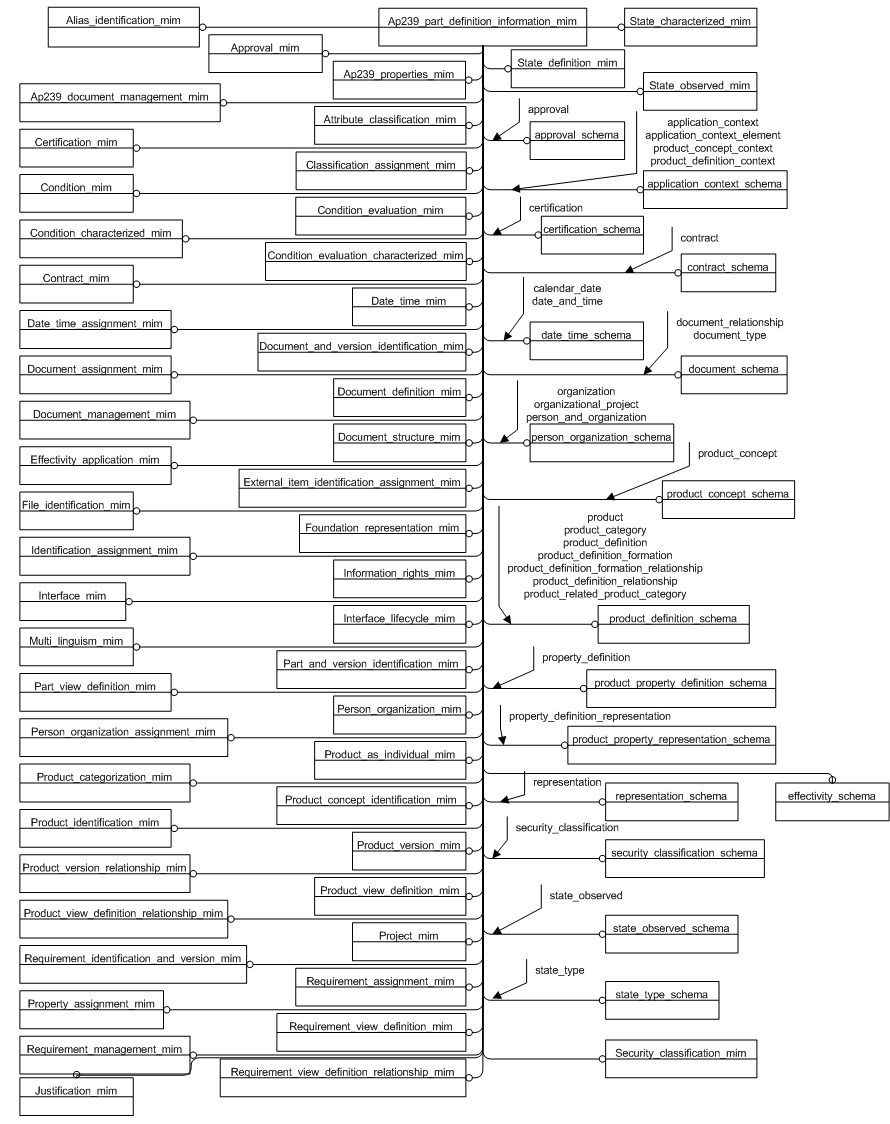 Alias_identification_mim
Ap239_part_definition_information_mim
State_characterized_mim
Approval_mim
State_definition_mim
Ap239_properties_mim
State_observed_mim
Ap239_document_management_mim
approval
Attribute_classification_mim
application_context
application_context_element
product_concept_context
product_definition_context
approval_schema
Certification_mim
Classification_assignment_mim
Condition_mim
application_context_schema
Condition_evaluation_mim
certification
certification_schema
Condition_characterized_mim
contract
Condition_evaluation_characterized_mim
contract_schema
Contract_mim
calendar_date
date_and_time
Date_time_mim
Date_time_assignment_mim
document_relationship
document_type
date_time_schema
Document_and_version_identification_mim
Document_assignment_mim
document_schema
Document_definition_mim
organization
organizational_project
person_and_organization
Document_management_mim
Document_structure_mim
person_organization_schema
Effectivity_application_mim
product_concept
External_item_identification_assignment_mim
product_concept_schema
File_identification_mim
product
product_category
product_definition
product_definition_formation
product_definition_formation_relationship
product_definition_relationship
product_related_product_category
Foundation_representation_mim
Identification_assignment_mim
Information_rights_mim
Interface_mim
Interface_lifecycle_mim
product_definition_schema
Multi_linguism_mim
Part_and_version_identification_mim
property_definition
product_property_definition_schema
Part_view_definition_mim
Person_organization_mim
property_definition_representation
Person_organization_assignment_mim
product_property_representation_schema
Product_as_individual_mim
Product_categorization_mim
representation
Product_concept_identification_mim
representation_schema
effectivity_schema
Product_identification_mim
security_classification
Product_version_mim
security_classification_schema
Product_version_relationship_mim
Product_view_definition_mim
state_observed
Product_view_definition_relationship_mim
state_observed_schema
Project_mim
Requirement_identification_and_version_mim
state_type
Requirement_assignment_mim
state_type_schema
Property_assignment_mim
Requirement_view_definition_mim
Requirement_management_mim
Security_classification_mim
Requirement_view_definition_relationship_mim
Justification_mim